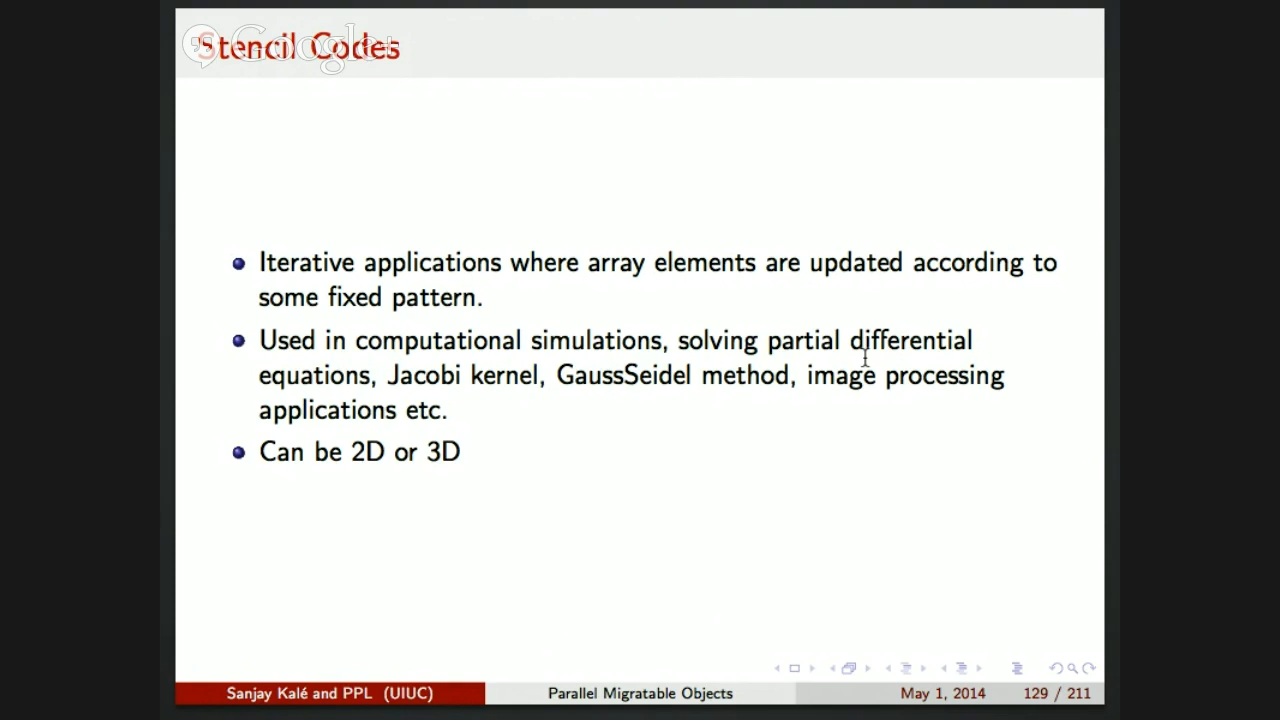 Stencil Codes
Google+
Iterative applications where array elements are updated according to
some fixed pattern.
Used in computational simulations, solving partial differential
equations, Jacobi kernel, GaussSeidel method, image processing
applications etc.
Can be 2D or 3D
Sanjay Kalé and PPL (UIUC) Parallel Migratable Objects May 1, 2014 129 / 211